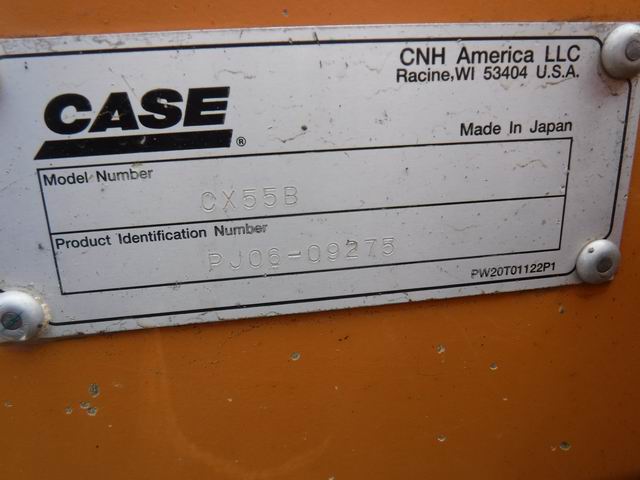 CNH America LLC
Racine, WI 53404 U.S.A.
CASE ®
Made In Japan
Model Number
CX55B
Product Identification Number
PJ06-09275
PW20T01122P1